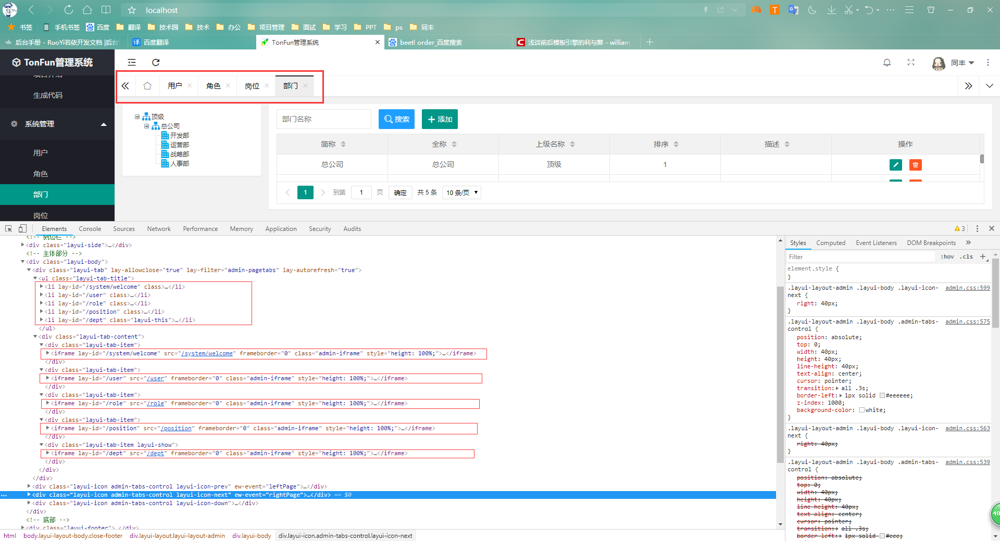 localhost
书签 手机书签 百度 翻译 技术园 技术 办公 项目管理 面试 学习 PPT ps 同丰
后台手册 - RuoYi若依开发文档 |后台 百度翻译 TonFun管理系统 beetl order_百度搜索 浅谈前后模板引擎的利与弊 - william
TonFun管理系统
同丰
项目介绍
生成代码
系统管理
用户
角色
部门
岗位
用户 角色 岗位 部门
顶级
总公司
开发部
运营部
战略部
人事部
部门名称 搜索 添加
简称 全称 上级名称 排序 描述 操作
总公司 总公司 顶级 1
1 到第 1 页 确定 共 5 条 10 条/页
Elements Console Sources Network Performance Memory Application Security Audits 3
<!-- 侧边栏 -->
<div class="layui-side">…</div>
<!-- 主体部分 -->
<div class="layui-body">
<div class="layui-tab" lay-allowclose="true" lay-filter="admin-pagetabs" lay-autorefresh="true">
<ul class="layui-tab-title">
<li lay-id="/system/welcome" class>…</li>
<li lay-id="/user" class>…</li>
<li lay-id="/role" class>…</li>
<li lay-id="/position" class>…</li>
<li lay-id="/dept" class="layui-this">…</li>
</ul>
<div class="layui-tab-content">
<div class="layui-tab-item">
<iframe lay-id="/system/welcome" src="/system/welcome" frameborder="0" class="admin-iframe" style="height: 100%;">…</iframe>
</div>
<div class="layui-tab-item">
<iframe lay-id="/user" src="/user" frameborder="0" class="admin-iframe" style="height: 100%;">…</iframe>
</div>
<div class="layui-tab-item">
<iframe lay-id="/role" src="/role" frameborder="0" class="admin-iframe" style="height: 100%;">…</iframe>
</div>
<div class="layui-tab-item">
<iframe lay-id="/position" src="/position" frameborder="0" class="admin-iframe" style="height: 100%;">…</iframe>
</div>
<div class="layui-tab-item layui-show">
<iframe lay-id="/dept" src="/dept" frameborder="0" class="admin-iframe" style="height: 100%;">…</iframe>
</div>
</div>
</div>
<div class="layui-icon admin-tabs-control layui-icon-prev" ew-event="leftPage">…</div>
<div class="layui-icon admin-tabs-control layui-icon-next" ew-event="rightPage">…</div> == $0
<div class="layui-icon admin-tabs-control layui-icon-down">…</div>
</div>
<!-- 底部 -->
<div class="layui-footer">…</div>
html body.layui-layout-body.close-footer div.layui-layout.layui-layout-admin div.layui-body div.layui-icon.admin-tabs-control.layui-icon-next
Styles Computed Event Listeners DOM Breakpoints
Filter :hov .cls
element.style {
}
.layui-layout-admin .layui-body .layui-icon- admin.css:599
next {
right: 40px;
}
.layui-layout-admin .layui-body .admin-tabs- admin.css:575
control {
position: absolute;
top: 0;
width: 40px;
height: 40px;
line-height: 40px;
text-align: center;
cursor: pointer;
transition: all .3s;
border-left: 1px solid #eeeeee;
z-index: 1000;
background-color: white;
}
.layui-layout-admin .layui-body .layui-icon- admin.css:563
next {
right: 40px;
}
.layui-layout-admin .layui-body .admin-tabs- admin.css:539
control {
position: absolute;
top: 0;
width: 40px;
height: 40px;
line-height: 40px;
text-align: center;
cursor: pointer;
transition: all .3s;
border-left: 1px solid #eee;
48